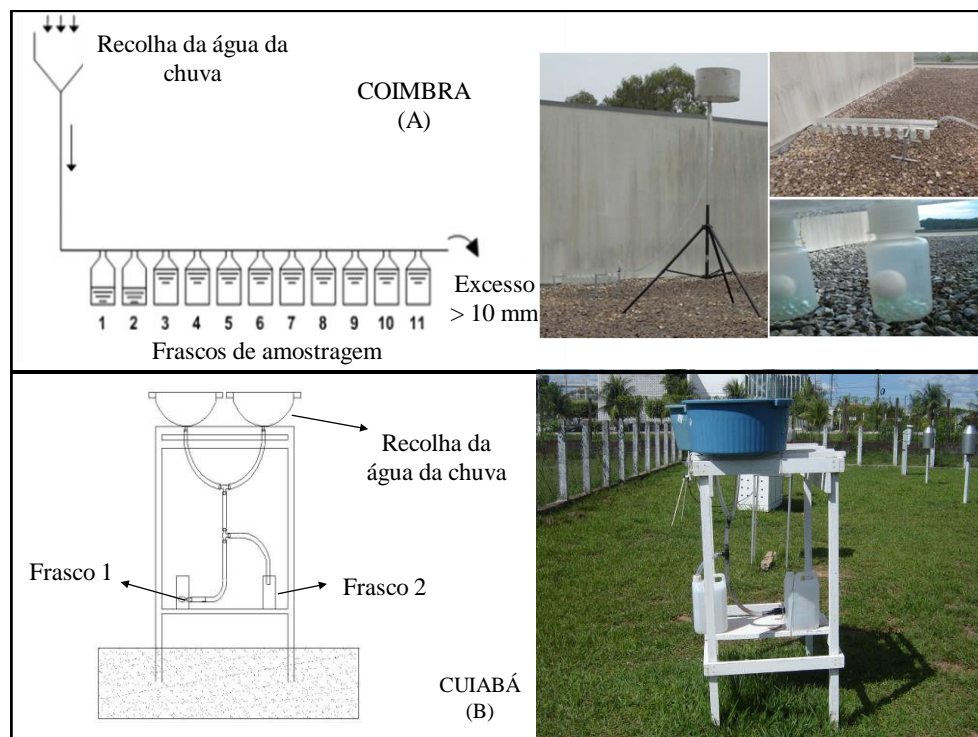 Recolha da água da
chuva
COIMBRA
(A)
Excesso
> 10 mm
1 2 3 4 5 6 7 8 9 10 11
Frascos de amostragem
Recolha da
água da chuva
Frasco 1
Frasco 2
CUIABÁ
(B)